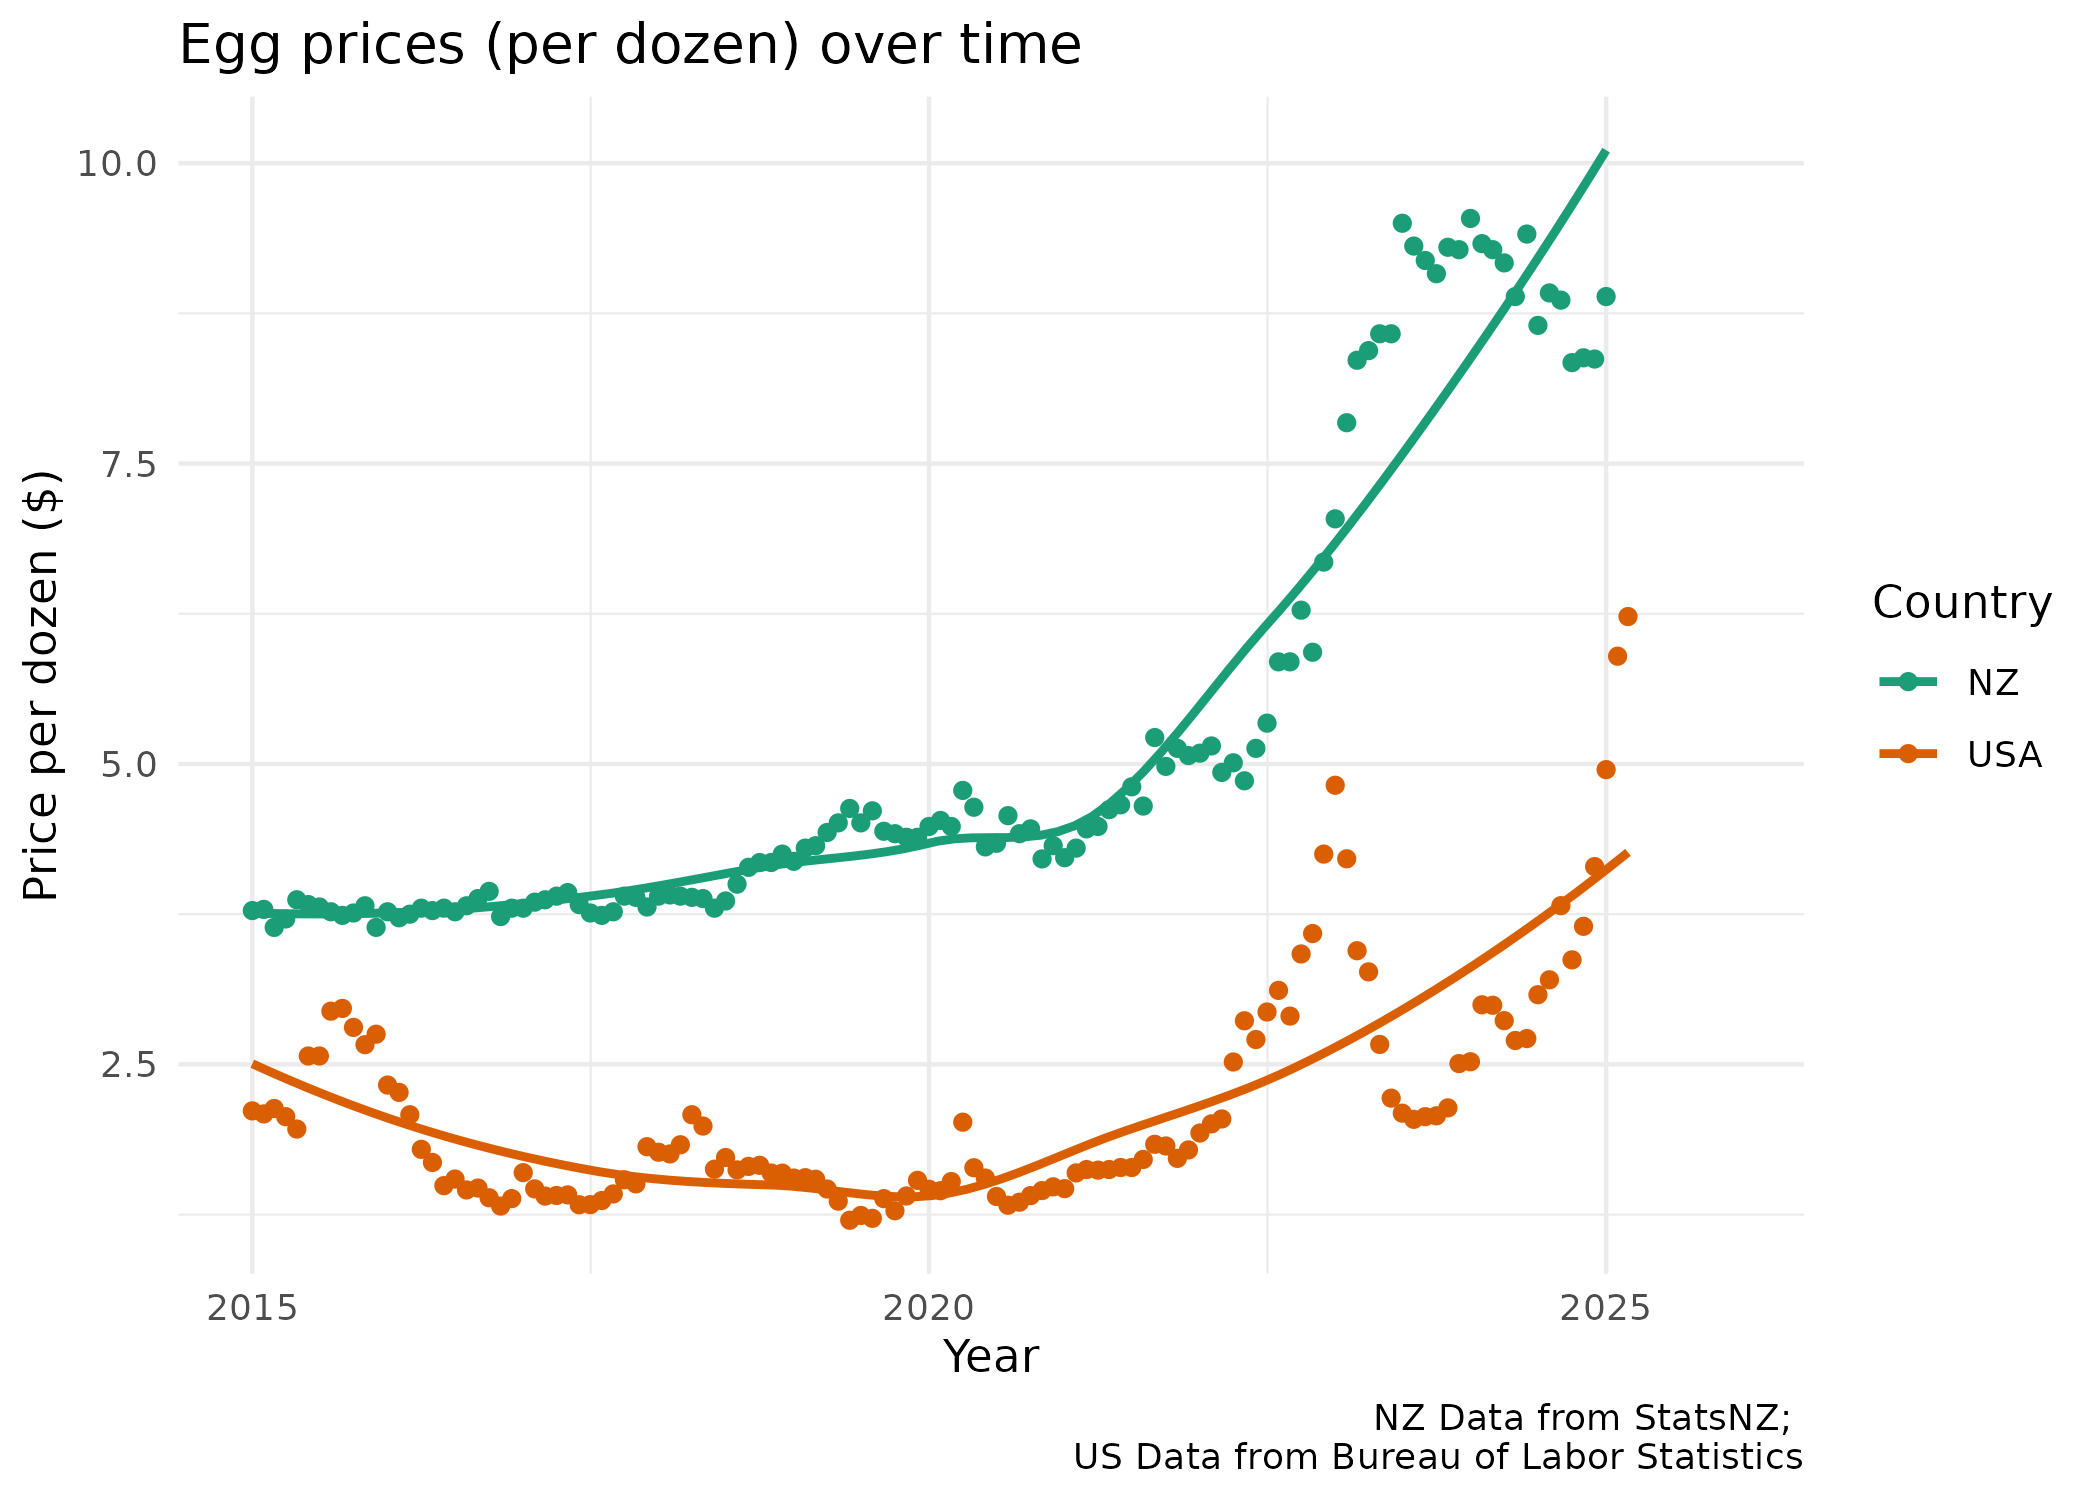 Egg prices (per dozen) over time
Price per dozen ($)
10.0
7.5
5.0
2.5
2015
2020
2025
Year
Country
NZ
USA
NZ Data from StatsNZ;
US Data from Bureau of Labor Statistics